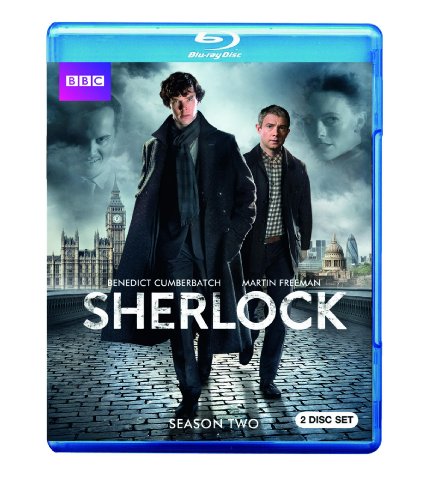 Blu-ray Disc
BBC
BENEDICT CUMBERBATCH MARTIN FREEMAN
SHERLOCK
SEASON TWO
2 DISC SET